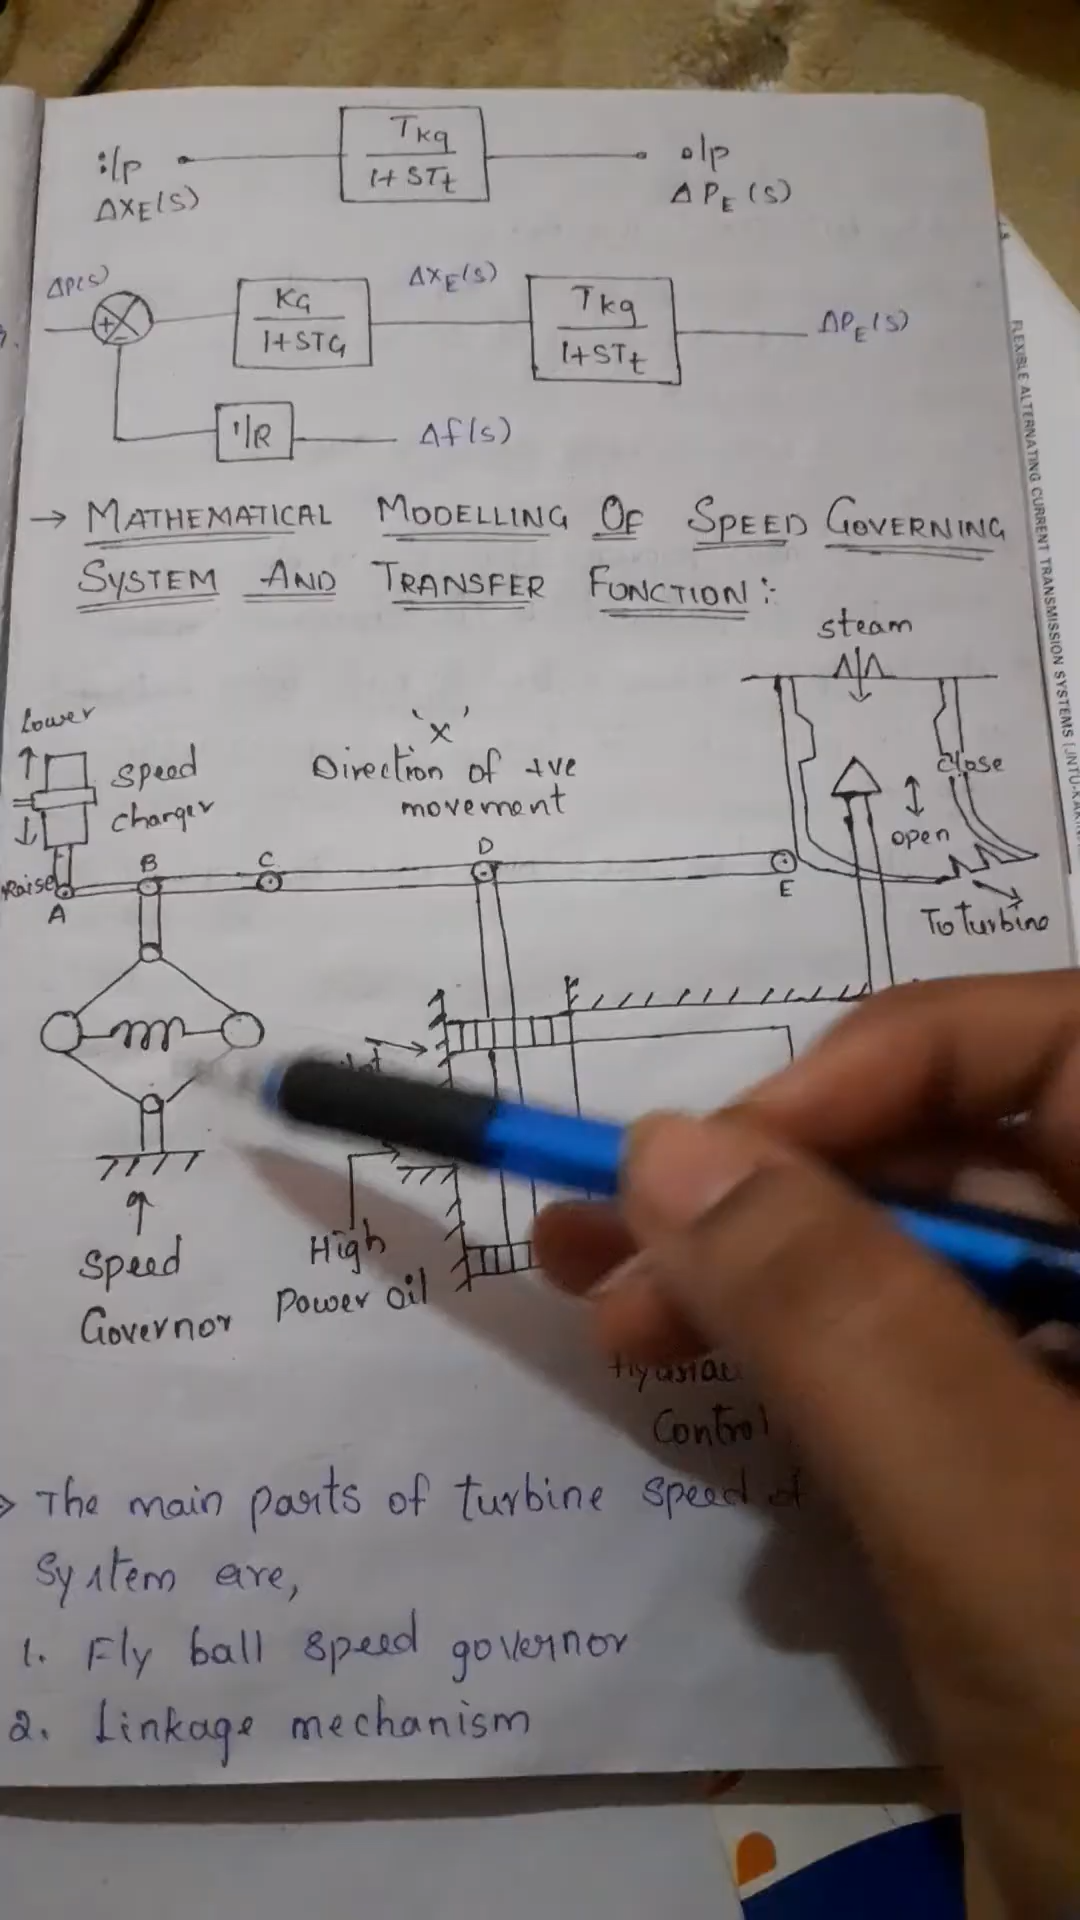 Tkg
:/p
1+STt
o/p
ΔXE(S)
ΔPE(S)
ΔP(S)
KG
1+STG
ΔXE(S)
Tkg
1+STt
ΔPE(S)
1/R
Δf(S)
→ MATHEMATICAL MODELLING OF SPEED GOVERNING
SYSTEM AND TRANSFER FUNCTION:
steam
Lower
Speed
charger
Raise
'x'
Direction of +ve
movement
close
open
To turbine
A
B
C
D
E
Speed
Governor
High
Power oil
Control
The main parts of turbine speed
System are,
1. Fly ball speed governor
2. Linkage mechanism
FLEXIBLE ALTERNATING CURRENT TRANSMISSION SYSTEMS